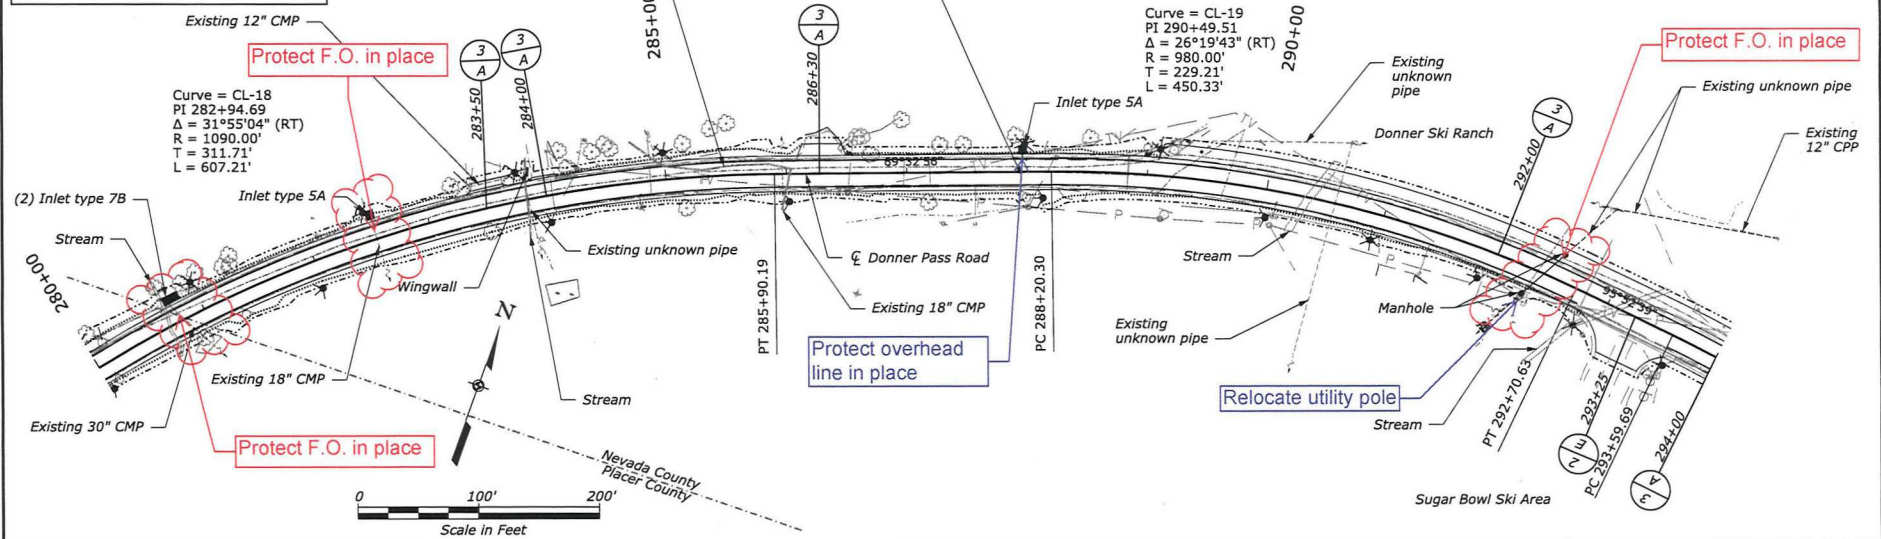 Existing 12" CMP
Protect F.O. in place
Curve = CL-18
PI 282+94.69
Δ = 31°55'04" (RT)
R = 1090.00'
T = 311.71'
L = 607.21'
(2) Inlet type 7B
Inlet type 5A
Stream
280+00
3
A
283+50
3
A
284+00
285+00
3
A
286+30
Curve = CL-19
PI 290+49.51
Δ = 26°19'43" (RT)
R = 980.00'
T = 229.21'
L = 450.33'
290+00
Inlet type 5A
Existing
unknown
pipe
Donner Ski Ranch
3
A
292+00
Protect F.O. in place
Existing unknown pipe
Existing
12" CPP
69°32'56"
Wingwall
Existing unknown pipe
℄ Donner Pass Road
Existing 18" CMP
PT 285+90.19
PC 288+20.30
Stream
Manhole
95°52'39"
Existing 18" CMP
Existing 30" CMP
Protect F.O. in place
N
Stream
Nevada County
Placer County
0 100' 200'
Scale in Feet
Protect overhead
line in place
Existing
unknown pipe
Relocate utility pole
Stream
PT 292+70.63
293+25
2
E
PC 293+59.69
294+00
3
A
Sugar Bowl Ski Area